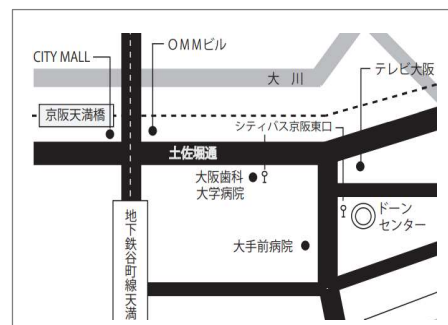 OMMビル
CITY MALL
大川
テレビ大阪
京阪天満橋
シティバス京阪東口
土佐堀通
大阪歯科
大学病院
ドーン
センター
地下鉄谷町線天満
大手前病院